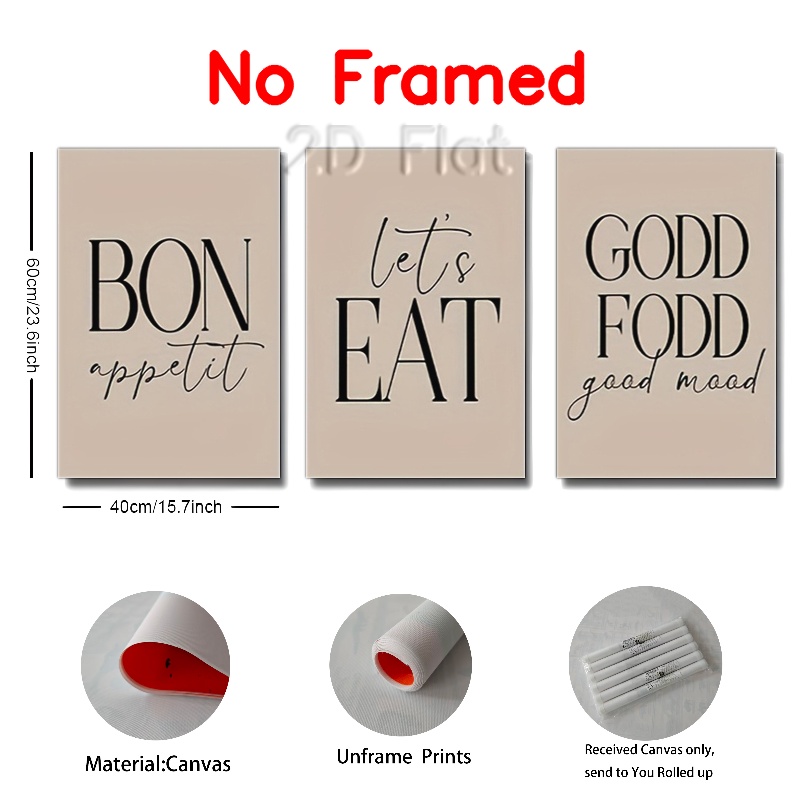 No Framed
2D Flat
BON
appetit
let's
EAT
GODD
FODD
good mood
60cm/23.6inch
40cm/15.7inch
Material:Canvas
Unframe Prints
Received Canvas only,
send to You Rolled up